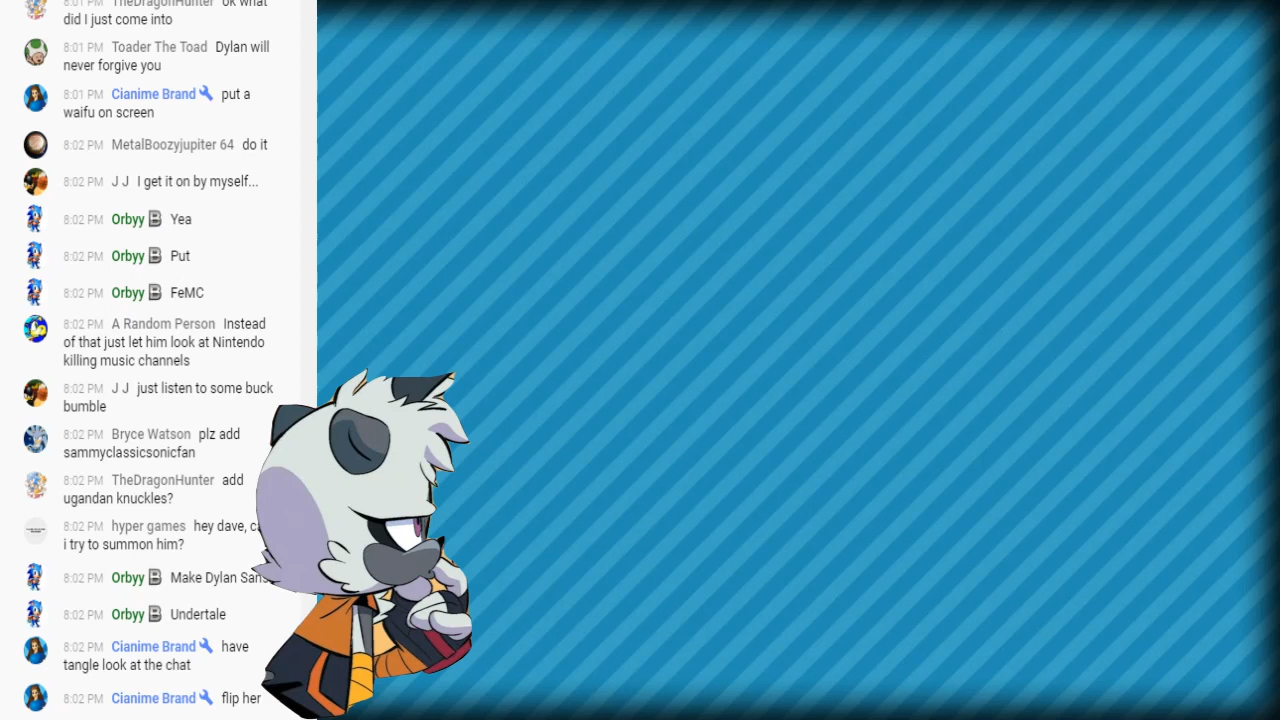 8:01 PM TheDragonHunter ok what
did I just come into
8:01 PM Toader The Toad Dylan will
never forgive you
8:01 PM Cianime Brand put a
waifu on screen
8:02 PM MetalBoozyjupiter 64 do it
8:02 PM J J I get it on by myself...
8:02 PM Orbyy B Yea
8:02 PM Orbyy B Put
8:02 PM Orbyy B FeMC
8:02 PM A Random Person Instead
of that just let him look at Nintendo
killing music channels
8:02 PM J J just listen to some buck
bumble
8:02 PM Bryce Watson plz add
sammyclassicsonicfan
8:02 PM TheDragonHunter add
ugandan knuckles?
8:02 PM hyper games hey dave,
i try to summon him?
8:02 PM Orbyy B Make Dylan Sans
8:02 PM Orbyy B Undertale
8:02 PM Cianime Brand have
tangle look at the chat
8:02 PM Cianime Brand flip her